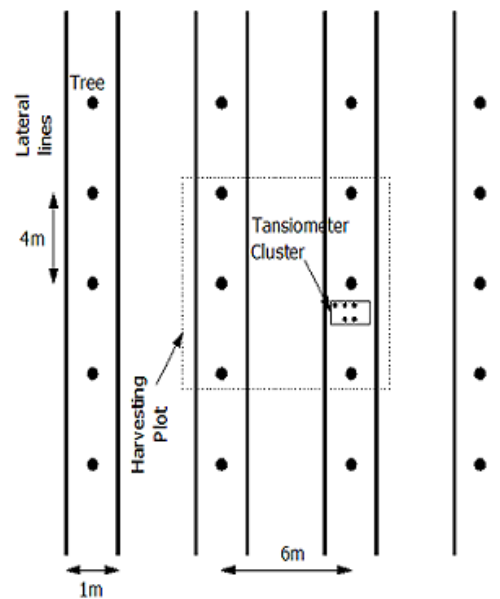 Tree
Lateral
lines
4m
Tansiometer
Cluster
Harvesting
Plot
6m
1m